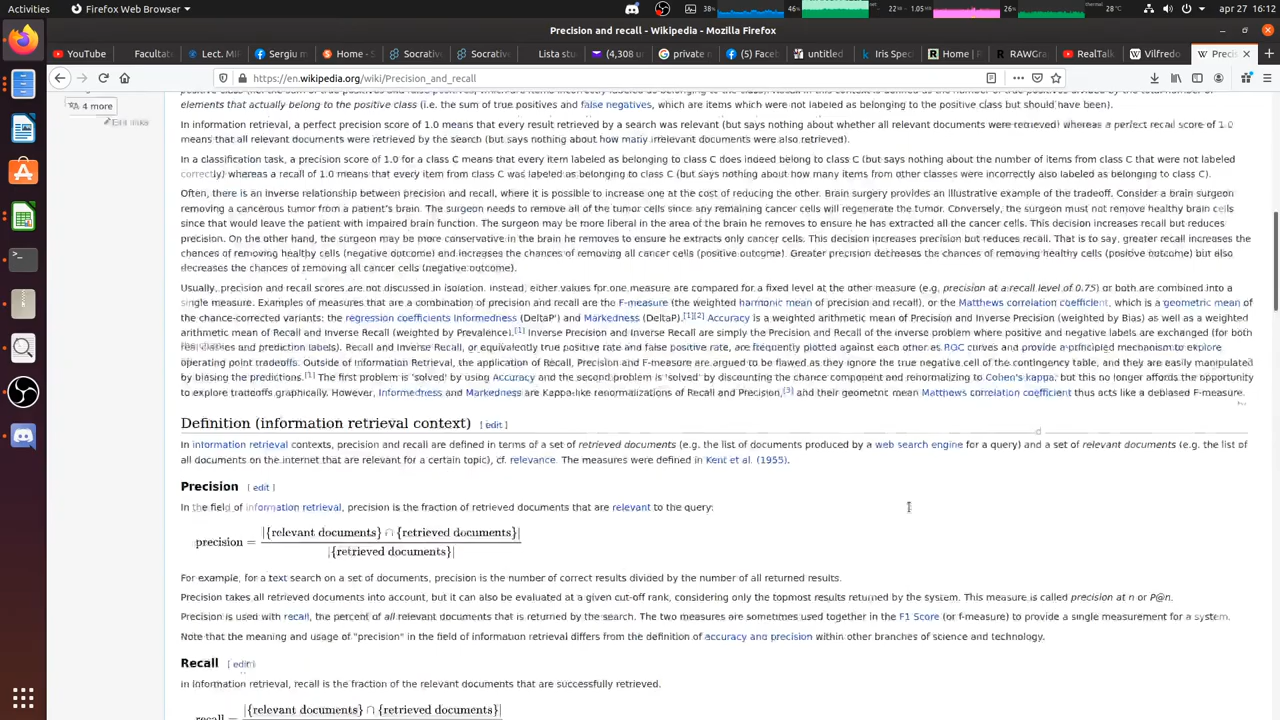 Activities Firefox Web Browser 38% 46% 22 W 1.05 MB 26% 28°C apr 27 16:12
Precision and recall - Wikipedia - Mozilla Firefox
YouTube Facultat Lect. MR Sergiu m Home - Socrative Lista stu (4,308 u private n (5) Faceb untitled Iris Spec Home | R RAWGra RealTalk Vilfredo Preci
https://en.wikipedia.org/wiki/Precision_and_recall
elements that actually belong to the positive class (i.e. the sum of true positives and false negatives, which are items which were not labeled as belonging to the positive class but should have been).
4 more
Edit links
In information retrieval, a perfect precision score of 1.0 means that every result retrieved by a search was relevant (but says nothing about whether all relevant documents were retrieved) whereas a perfect recall score of 1.0
means that all relevant documents were retrieved by the search (but says nothing about how many irrelevant documents were also retrieved).
In a classification task, a precision score of 1.0 for a class C means that every item labeled as belonging to class C does indeed belong to class C (but says nothing about the number of items from class C that were not labeled
correctly) whereas a recall of 1.0 means that every item from class C was labeled as belonging to class C (but says nothing about how many items from other classes were incorrectly also labeled as belonging to class C).
Often, there is an inverse relationship between precision and recall, where it is possible to increase one at the cost of reducing the other. Brain surgery provides an illustrative example of the tradeoff. Consider a brain surgeon
removing a cancerous tumor from a patient's brain. The surgeon needs to remove all of the tumor cells since any remaining cancer cells will regenerate the tumor. Conversely, the surgeon must not remove healthy brain cells
since that would leave the patient with impaired brain function. The surgeon may be more liberal in the area of the brain he removes to ensure he has extracted all the cancer cells. This decision increases recall but reduces
precision. On the other hand, the surgeon may be more conservative in the brain he removes to ensure he extracts only cancer cells. This decision increases precision but reduces recall. That is to say, greater recall increases the
chances of removing healthy cells (negative outcome) and increases the chances of removing all cancer cells (positive outcome). Greater precision decreases the chances of removing healthy cells (positive outcome) but also
decreases the chances of removing all cancer cells (negative outcome).
Usually, precision and recall scores are not discussed in isolation. Instead, either values for one measure are compared for a fixed level at the other measure (e.g. precision at a recall level of 0.75) or both are combined into a
single measure. Examples of measures that are a combination of precision and recall are the F-measure (the weighted harmonic mean of precision and recall), or the Matthews correlation coefficient, which is a geometric mean of
the chance-corrected variants: the regression coefficients Informedness (DeltaP') and Markedness (DeltaP).[1][2] Accuracy is a weighted arithmetic mean of Precision and Inverse Precision (weighted by Bias) as well as a weighted
arithmetic mean of Recall and Inverse Recall (weighted by Prevalence).[1] Inverse Precision and Inverse Recall are simply the Precision and Recall of the inverse problem where positive and negative labels are exchanged (for both
real classes and prediction labels). Recall and Inverse Recall, or equivalently true positive rate and false positive rate, are frequently plotted against each other as ROC curves and provide a principled mechanism to explore
operating point tradeoffs. Outside of Information Retrieval, the application of Recall, Precision and F-measure are argued to be flawed as they ignore the true negative cell of the contingency table, and they are easily manipulated
by biasing the predictions.[1] The first problem is 'solved' by using Accuracy and the second problem is 'solved' by discounting the chance component and renormalizing to Cohen's kappa, but this no longer affords the opportunity
to explore tradeoffs graphically. However, Informedness and Markedness are Kappa-like renormalizations of Recall and Precision,[3] and their geometric mean Matthews correlation coefficient thus acts like a debiased F-measure.
Definition (information retrieval context) [ edit ]
In information retrieval contexts, precision and recall are defined in terms of a set of retrieved documents (e.g. the list of documents produced by a web search engine for a query) and a set of relevant documents (e.g. the list of
all documents on the internet that are relevant for a certain topic), cf. relevance. The measures were defined in Kent et al. (1955).
Precision [ edit ]
In the field of information retrieval, precision is the fraction of retrieved documents that are relevant to the query:
precision = |{relevant documents} ∩ {retrieved documents}|
|{retrieved documents}|
For example, for a text search on a set of documents, precision is the number of correct results divided by the number of all returned results.
Precision takes all retrieved documents into account, but it can also be evaluated at a given cut-off rank, considering only the topmost results returned by the system. This measure is called precision at n or P@n.
Precision is used with recall, the percent of all relevant documents that is returned by the search. The two measures are sometimes used together in the F1 Score (or f-measure) to provide a single measurement for a system.
Note that the meaning and usage of "precision" in the field of information retrieval differs from the definition of accuracy and precision within other branches of science and technology.
Recall [ edit ]
In information retrieval, recall is the fraction of the relevant documents that are successfully retrieved.
recall = |{relevant documents} ∩ {retrieved documents}|